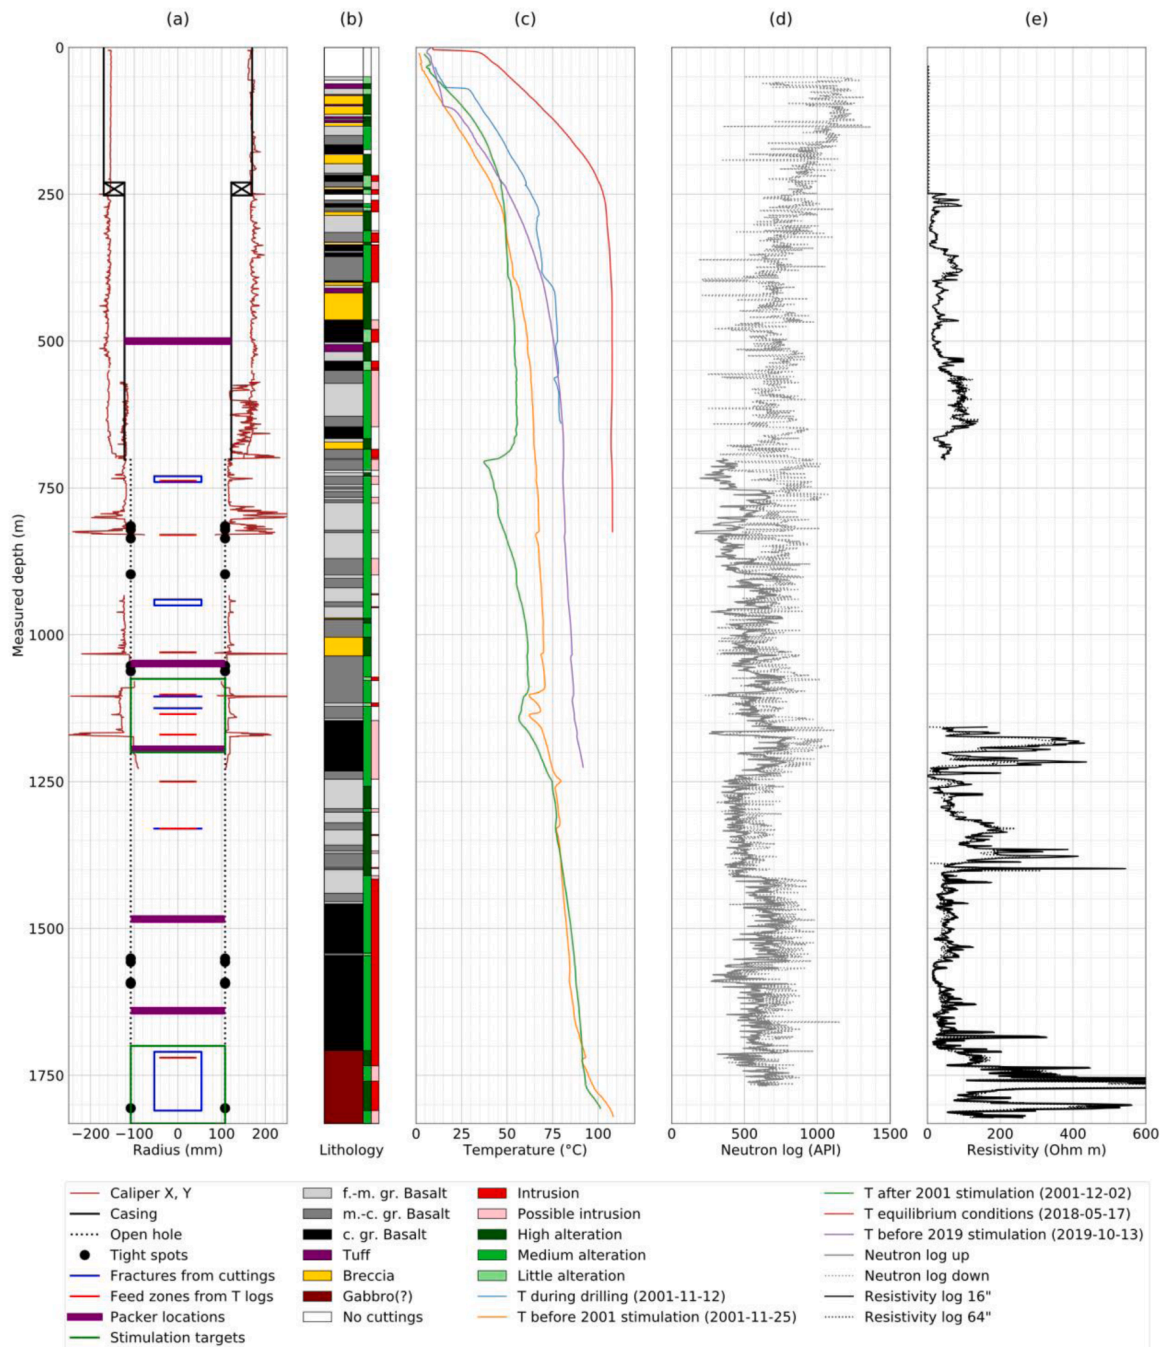 (a) (b) (c) (d) (e)
0
250
500
750
1000
1250
1500
1750
Measured depth (m)
−200 −100 0 100 200
Radius (mm)
Lithology
0 25 50 75 100
Temperature (°C)
0 500 1000 1500
Neutron log (API)
0 200 400 600
Resistivity (Ohm m)
Caliper X, Y
Casing
Open hole
Tight spots
Fractures from cuttings
Feed zones from T logs
Packer locations
Stimulation targets
f.-m. gr. Basalt
m.-c. gr. Basalt
c. gr. Basalt
Tuff
Breccia
Gabbro(?)
No cuttings
Intrusion
Possible intrusion
High alteration
Medium alteration
Little alteration
T during drilling (2001-11-12)
T before 2001 stimulation (2001-11-25)
T after 2001 stimulation (2001-12-02)
T equilibrium conditions (2018-05-17)
T before 2019 stimulation (2019-10-13)
Neutron log up
Neutron log down
Resistivity log 16"
Resistivity log 64"